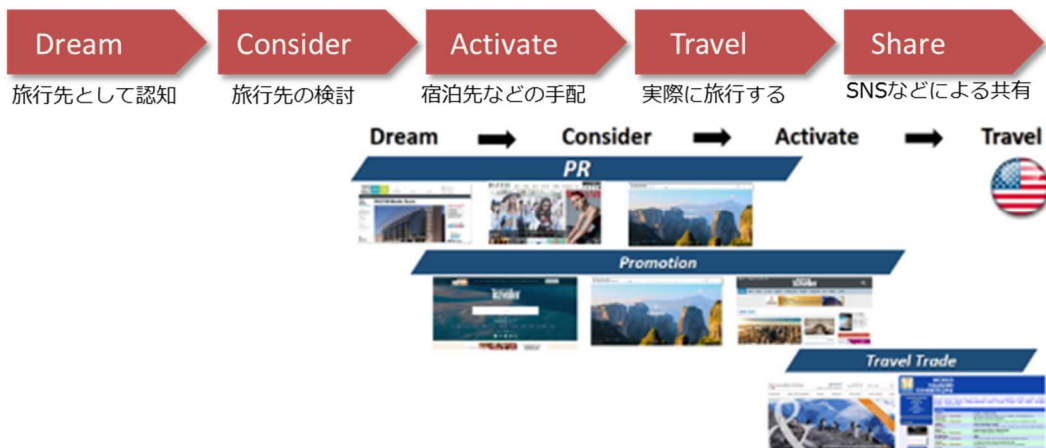 Dream
Consider
Activate
Travel
Share
旅行先として認知
旅行先の検討
宿泊先などの手配
実際に旅行する
SNSなどによる共有
Dream
Consider
Activate
Travel
PR
Promotion
Traveller
Travel Trade